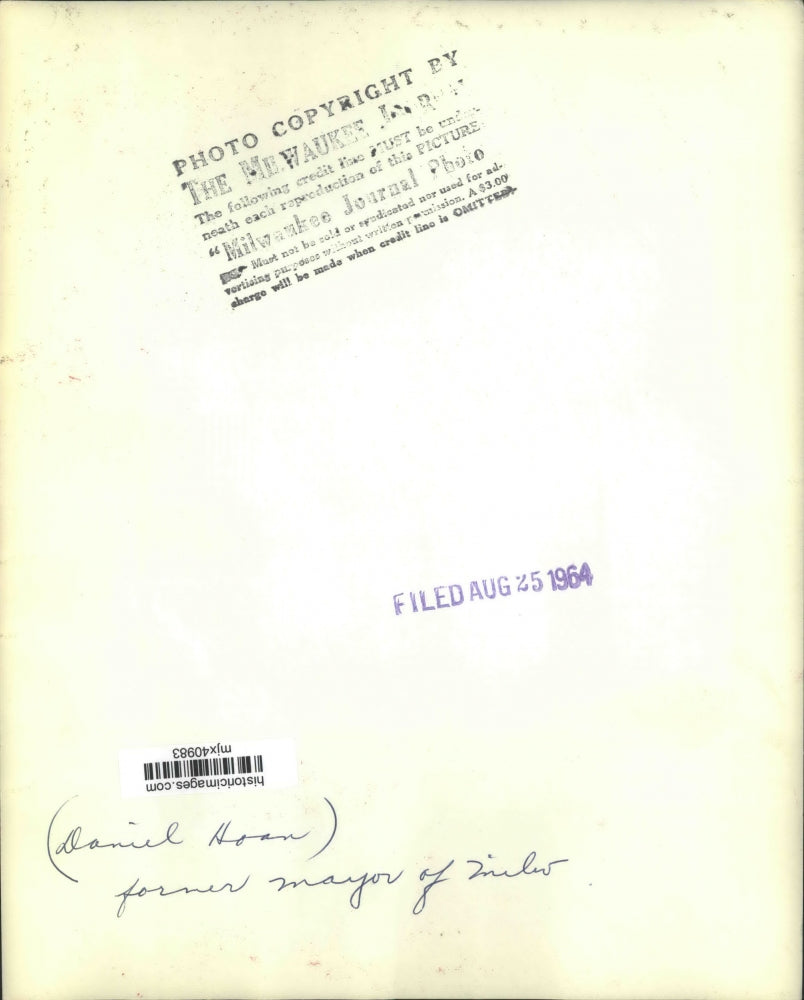 PHOTO COPYRIGHT BY
THE MILWAUKEE JOURNAL
The following credit line MUST be under-
neath each reproduction of this PICTURE
"Milwaukee Journal Photo
Must not be sold or syndicated nor used for ad-
vertising purposes without written permission. A $3.00
charge will be made when credit line is OMITTED.
FILED AUG 25 1964
historicimages.com
mjx40983
(Daniel Hoan)
former mayor of Milw